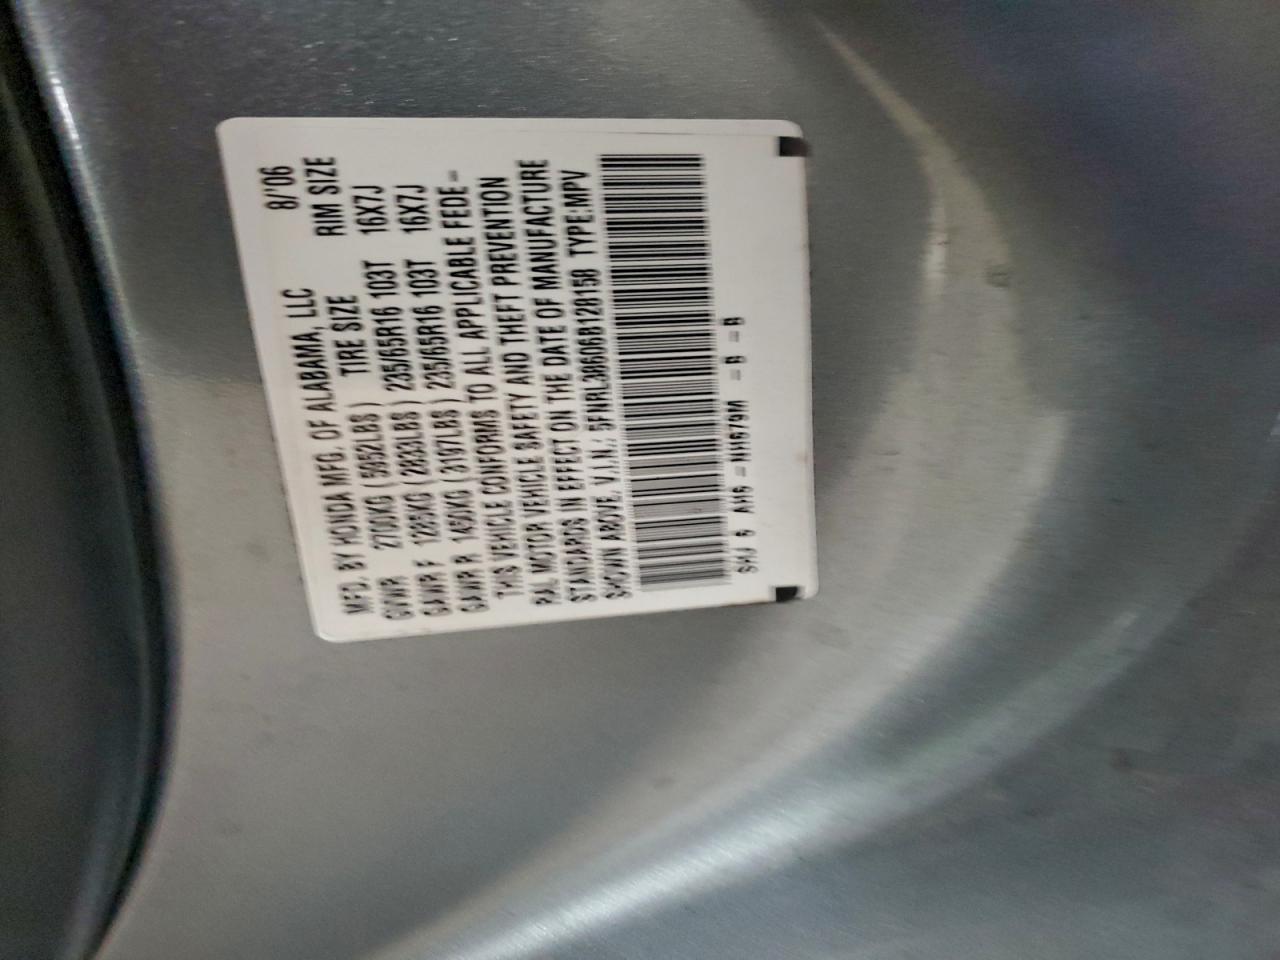 MFD. BY HONDA MFG. OF ALABAMA, LLC 8/'06
GVWR 2700KG (5952LBS) TIRE SIZE RIM SIZE
GAWR F 1285KG (2833LBS) 235/65R16 103T 16X7J
GAWR R 1450KG (3197LBS) 235/65R16 103T 16X7J
THIS VEHICLE CONFORMS TO ALL APPLICABLE FEDE-
RAL MOTOR VEHICLE SAFETY AND THEFT PREVENTION
STANDARDS IN EFFECT ON THE DATE OF MANUFACTURE
SHOWN ABOVE. V.I.N.: 5FNRL38606B128158 TYPE:MPV
SHJ 6 AH6 - NH679M - B - B